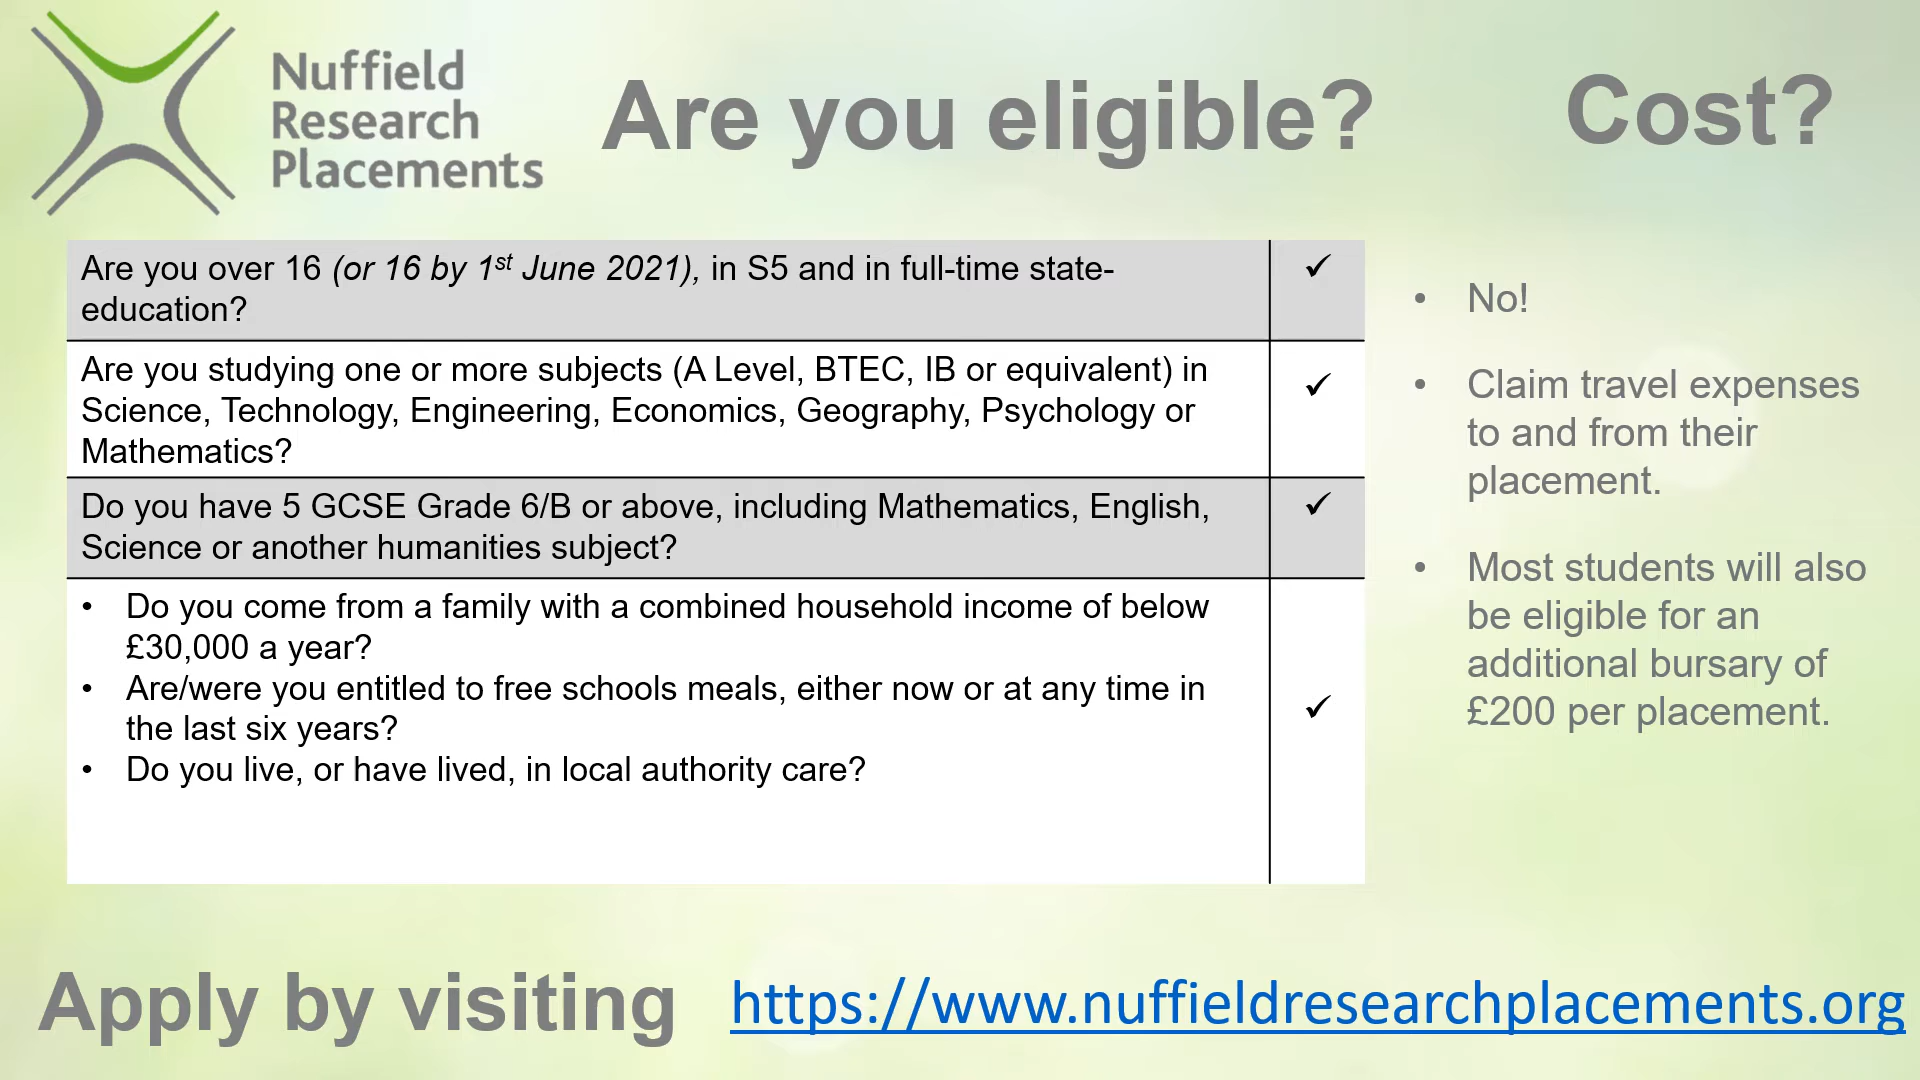 Nuffield
Research
Placements
Are you eligible?
Cost?
Are you over 16 (or 16 by 1st June 2021), in S5 and in full-time state-
education?
✓
Are you studying one or more subjects (A Level, BTEC, IB or equivalent) in
Science, Technology, Engineering, Economics, Geography, Psychology or
Mathematics?
✓
Do you have 5 GCSE Grade 6/B or above, including Mathematics, English,
Science or another humanities subject?
✓
• Do you come from a family with a combined household income of below
£30,000 a year?
• Are/were you entitled to free schools meals, either now or at any time in
the last six years?
• Do you live, or have lived, in local authority care?
✓
• No!
• Claim travel expenses
to and from their
placement.
• Most students will also
be eligible for an
additional bursary of
£200 per placement.
Apply by visiting
https://www.nuffieldresearchplacements.org